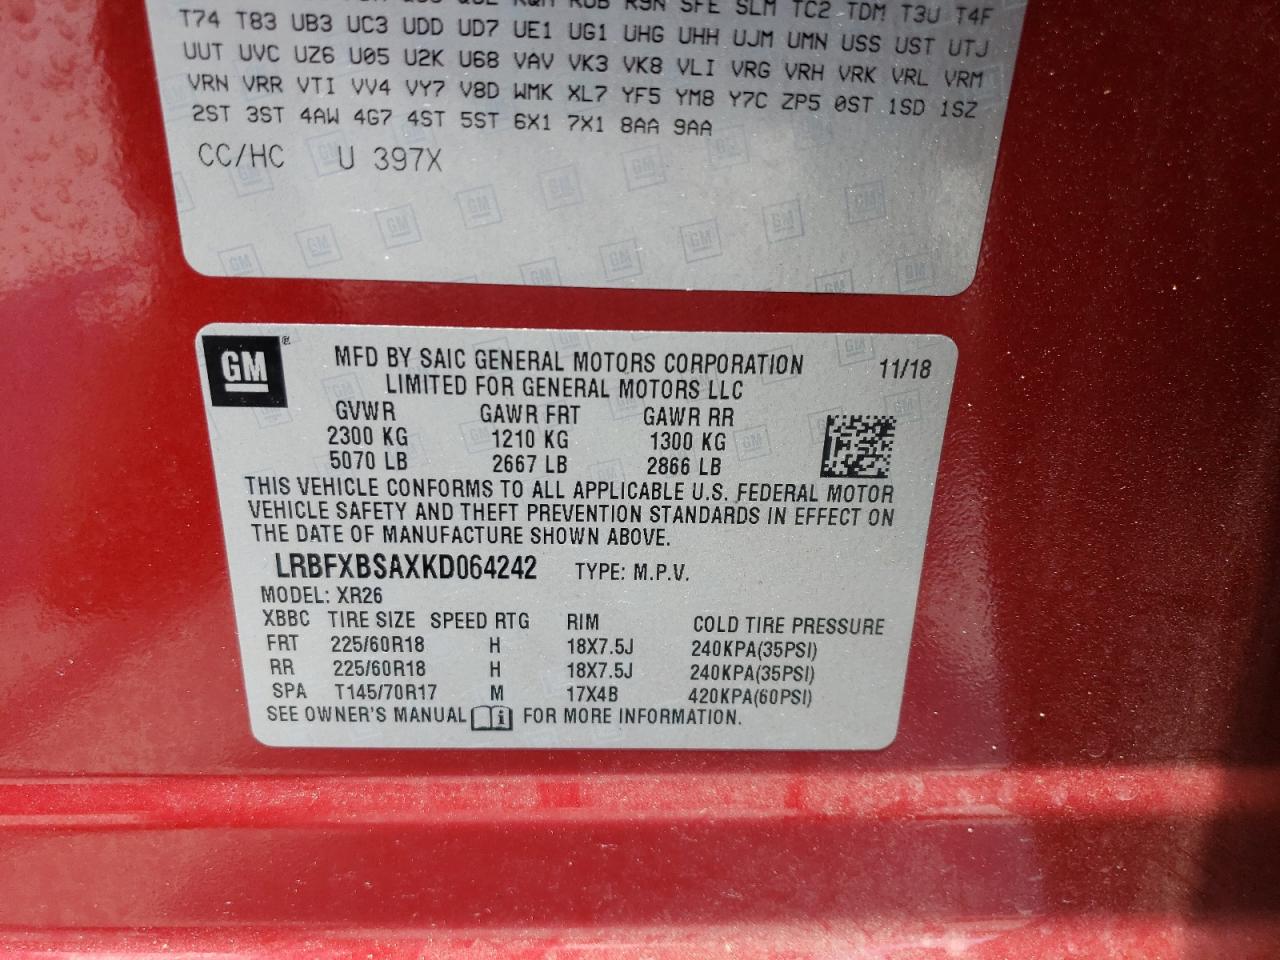 R9N SFE SLM TC2 TDM T3U T4F
T74 T83 UB3 UC3 UDD UD7 UE1 UG1 UHG UHH UJM UMN USS UST UTJ
UUT UVC UZ6 U05 U2K U68 VAV VK3 VK8 VLI VRG VRH VRK VRL VRM
VRN VRR VTI VV4 VY7 V8D WMK XL7 YF5 YM8 Y7C ZP5 0ST 1SD 1SZ
2ST 3ST 4AW 4G7 4ST 5ST 6X1 7X1 8AA 9AA
CC/HC U 397X
GM ® MFD BY SAIC GENERAL MOTORS CORPORATION 11/18
LIMITED FOR GENERAL MOTORS LLC
GVWR GAWR FRT GAWR RR
2300 KG 1210 KG 1300 KG
5070 LB 2667 LB 2866 LB
THIS VEHICLE CONFORMS TO ALL APPLICABLE U.S. FEDERAL MOTOR
VEHICLE SAFETY AND THEFT PREVENTION STANDARDS IN EFFECT ON
THE DATE OF MANUFACTURE SHOWN ABOVE.
LRBFXBSAXKD064242 TYPE: M.P.V.
MODEL: XR26
XBBC TIRE SIZE SPEED RTG RIM COLD TIRE PRESSURE
FRT 225/60R18 H 18X7.5J 240KPA(35PSI)
RR 225/60R18 H 18X7.5J 240KPA(35PSI)
SPA T145/70R17 M 17X4B 420KPA(60PSI)
SEE OWNER'S MANUAL i FOR MORE INFORMATION.